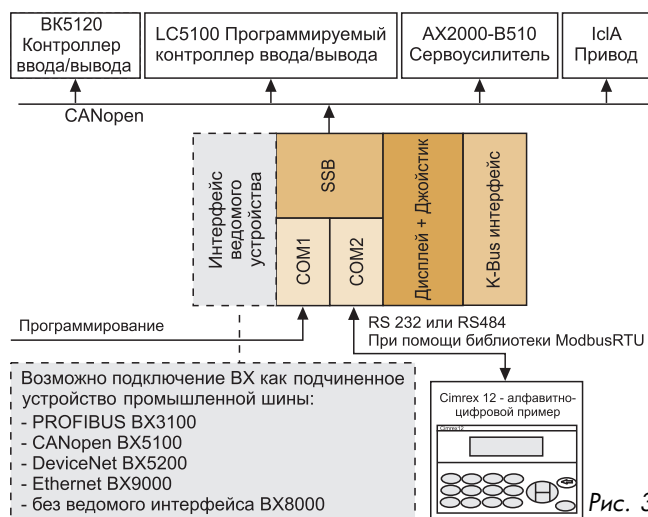 BK5120
Контроллер
ввода/вывода
LC5100 Программируемый
контроллер ввода/вывода
AX2000-B510
Сервоусилитель
IclA
Привод
CANopen
Интерфейс
ведомого
устройства
SSB
COM1
COM2
Дисплей + Джойстик
K-Bus интерфейс
Программирование
RS 232 или RS484
При помощи библиотеки ModbusRTU
Возможно подключение BX как подчиненное
устройство промышленной шины:
- PROFIBUS BX3100
- CANopen BX5100
- DeviceNet BX5200
- Ethernet BX9000
- без ведомого интерфейса BX8000
Cimrex 12 - алфавитно-
цифровой пример
Cimrex12
Рис. 3